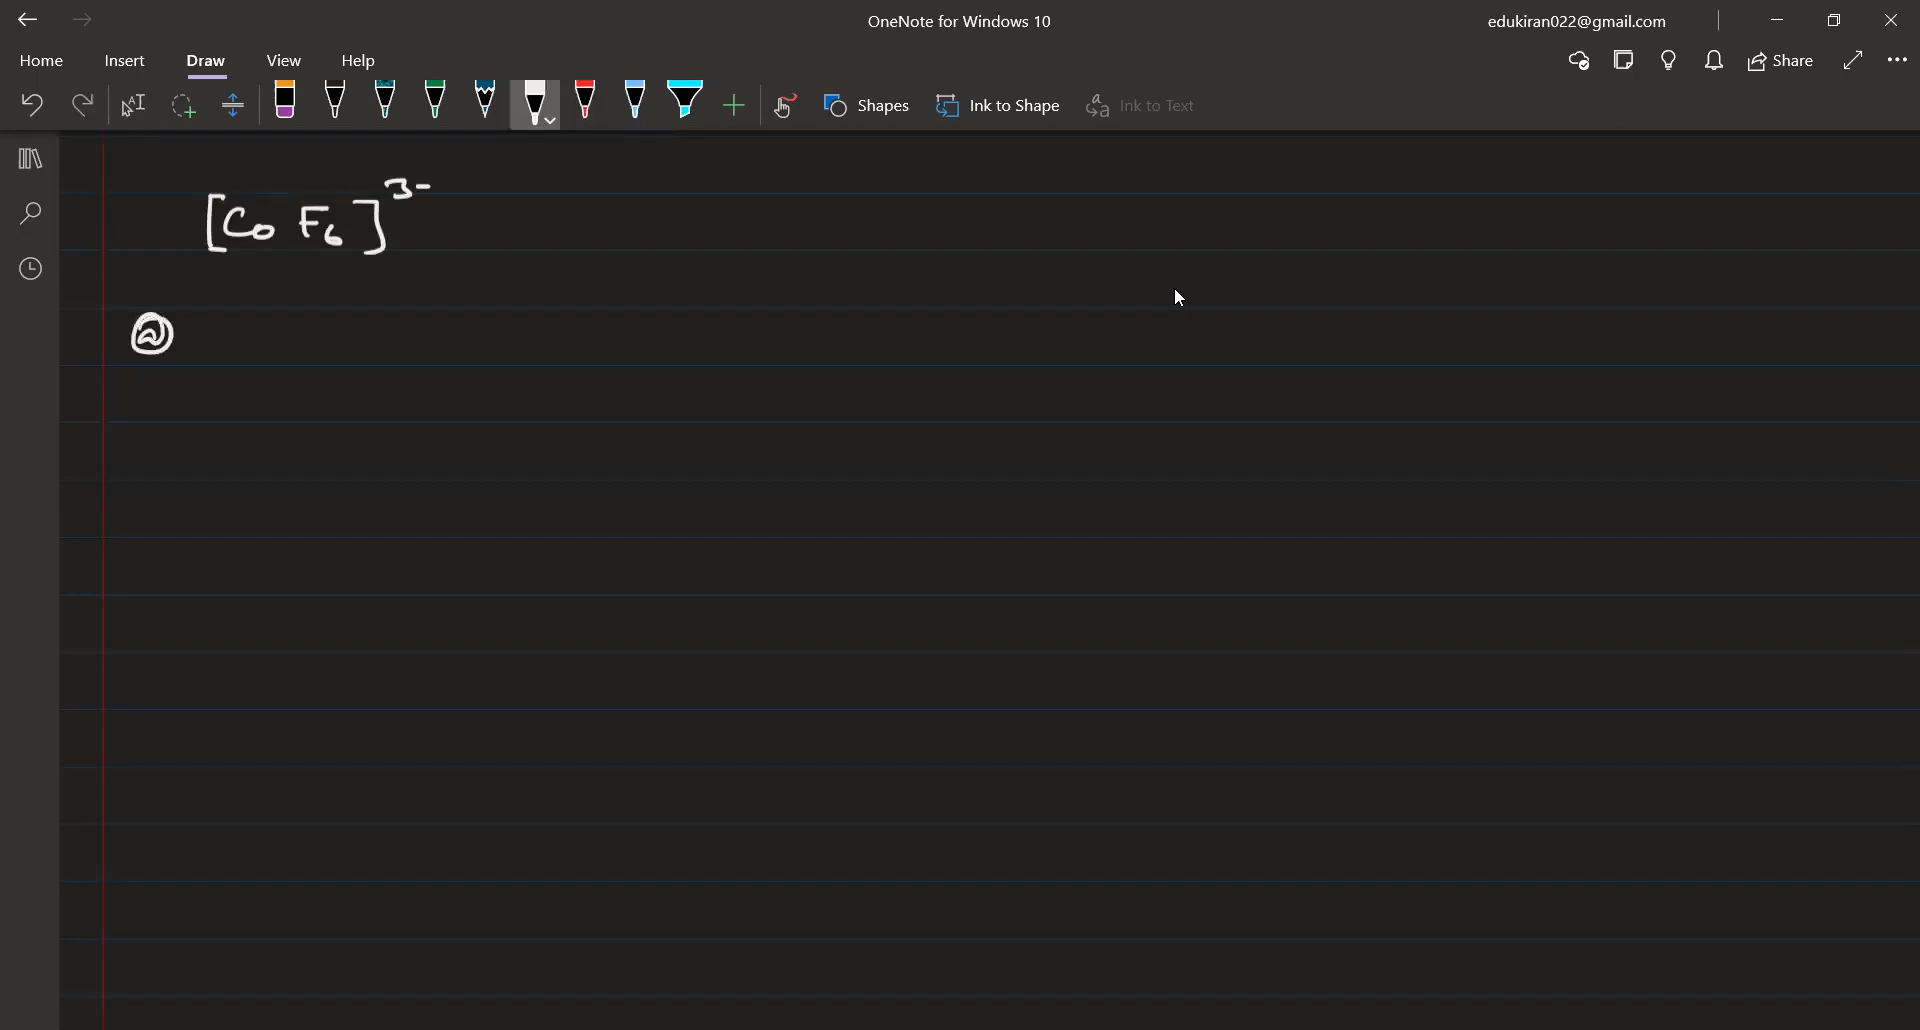 OneNote for Windows 10
edukiran022@gmail.com
Home Insert Draw View Help
Share
Shapes Ink to Shape Ink to Text
[Co F₆]³⁻
ⓐ